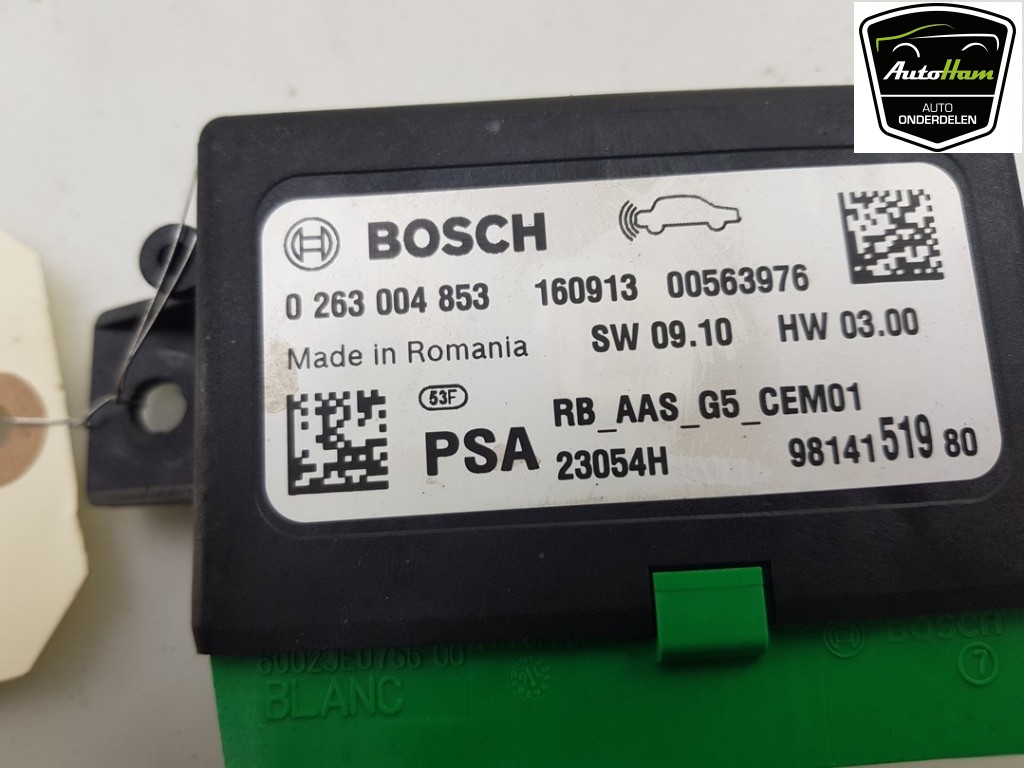 AutoHam
AUTO
ONDERDELEN
BOSCH
0 263 004 853 160913 00563976
Made in Romania SW 09.10 HW 03.00
53F
RB_AAS_G5_CEM01
PSA 23054H 98141519 80
BOSCH
7
BLANC